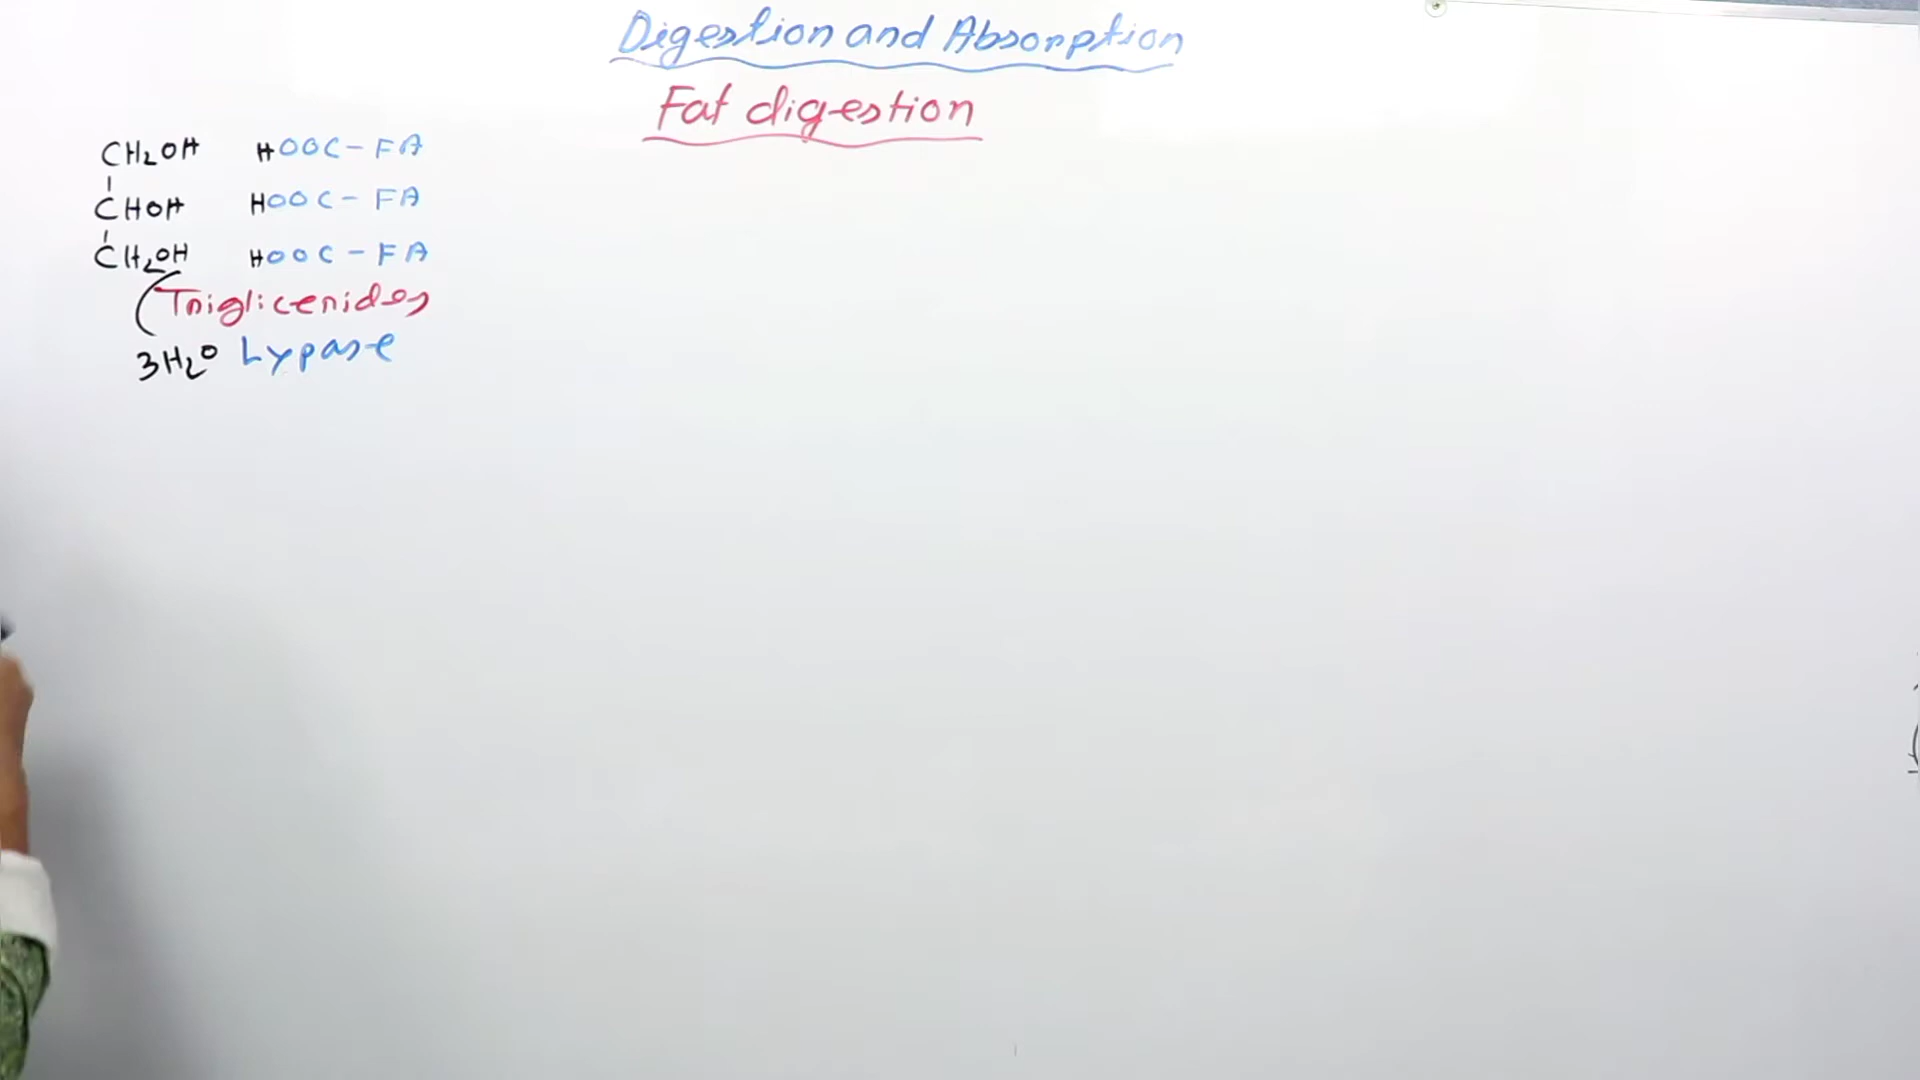 Digestion and Absorption
Fat digestion
CH₂OH HOOC-FA
CHOH HOOC-FA
CH₂OH HOOC-FA
Triglicerides
3H₂O Lypase